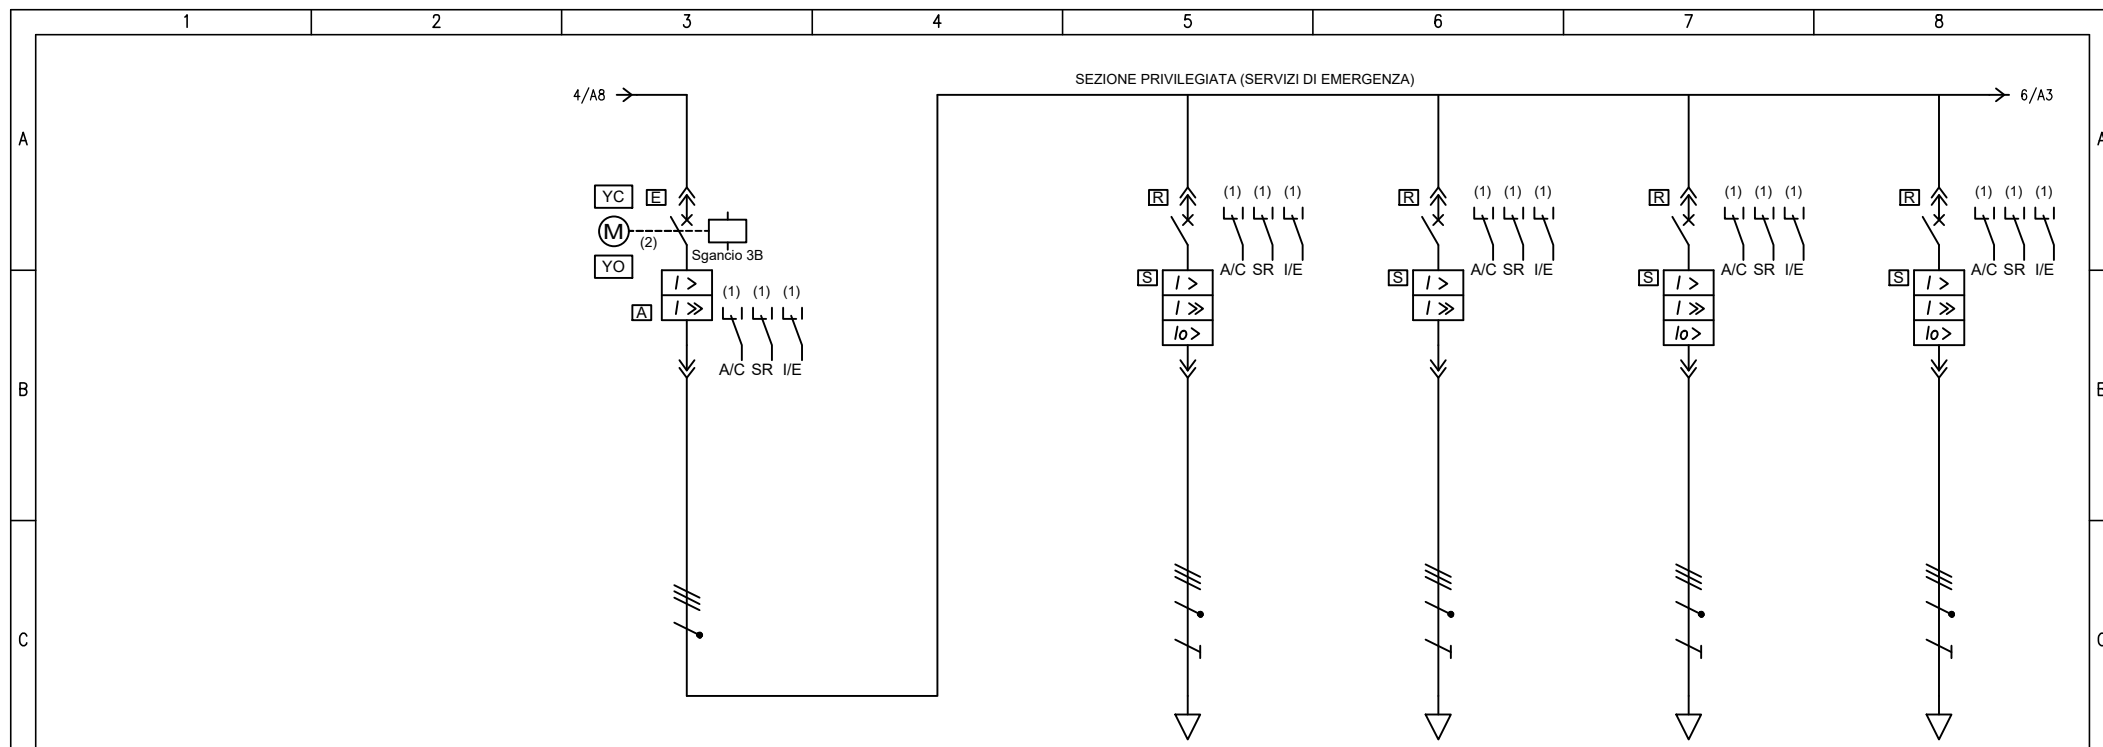 1 2 3 4 5 6 7 8
SEZIONE PRIVILEGIATA (SERVIZI DI EMERGENZA)
4/A8 6/A3
A A
YC E R (1) (1) (1) R (1) (1) (1) R (1) (1) (1) R (1) (1) (1)
M (2)
Sgancio 3B
YO A/C SR I/E A/C SR I/E A/C SR I/E A/C SR I/E
I > S I > S I > S I > S I >
(1) (1) (1)
A I >> I >> I >> I >> I >>
Io> Io> Io>
A/C SR I/E
B B
C C